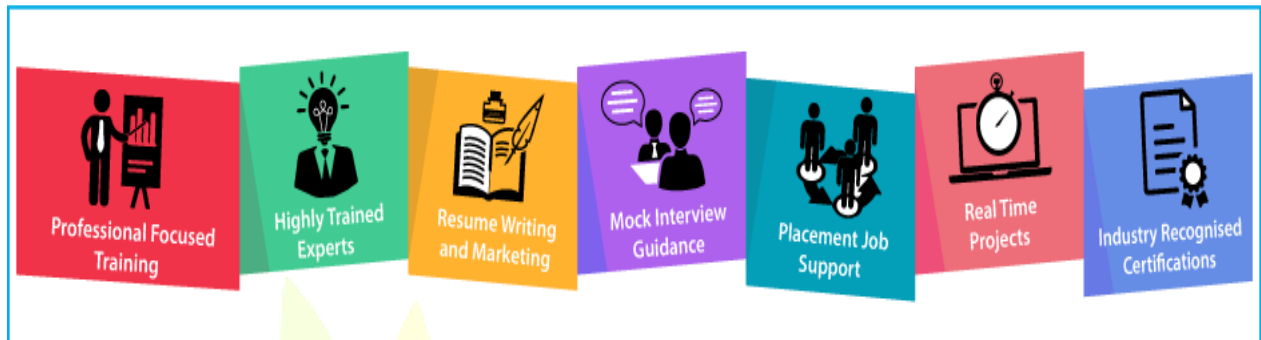 Professional Focused
Training
Highly Trained
Experts
Resume Writing
and Marketing
Mock Interview
Guidance
Placement Job
Support
Real Time
Projects
Industry Recognised
Certifications